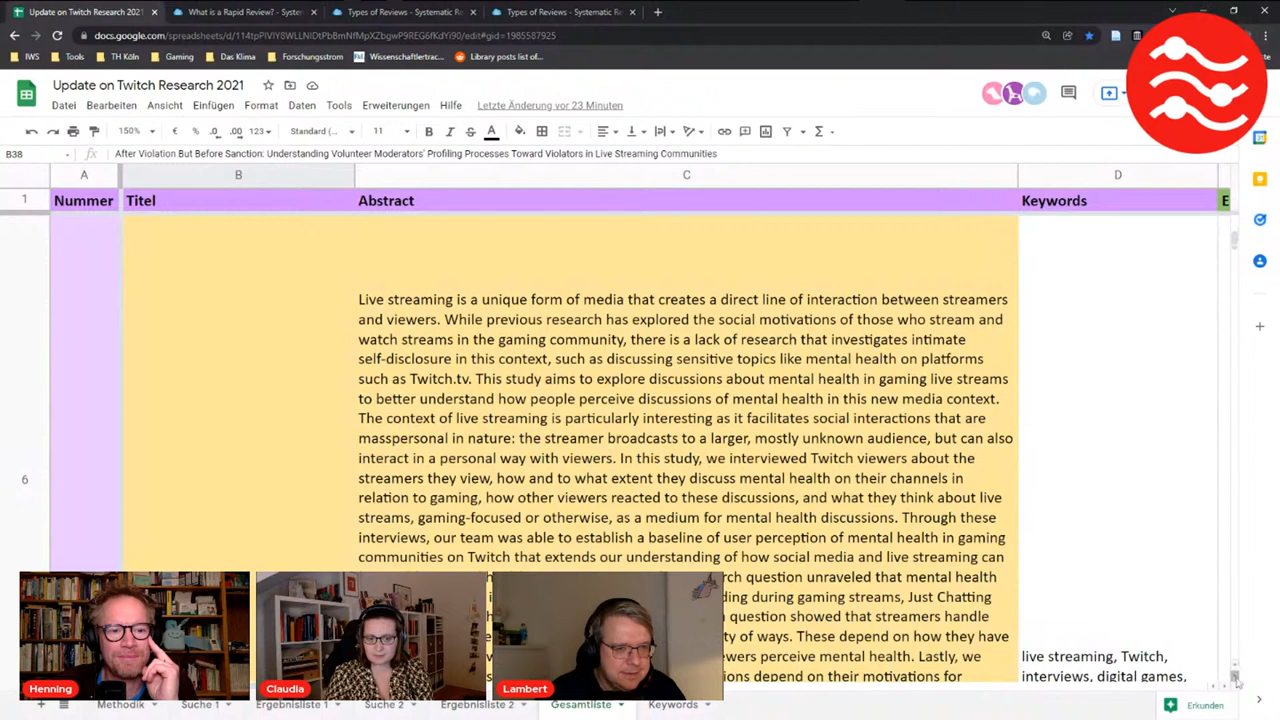 Update on Twitch Research 2021
What is a Rapid Review? - System
Types of Reviews - Systematic Re
Types of Reviews - Systematic Re
IWS
Tools
TH Köln
Gaming
Das Klima
Forschungsstrom
Wissenschaftlertrac...
Library posts list of...
Update on Twitch Research 2021
Datei Bearbeiten Ansicht Einfügen Format Daten Tools Erweiterungen Hilfe Letzte Änderung vor 23 Minuten
150% € % .0 .00 123 Standard (... 11 B I S A
B38 fx After Violation But Before Sanction: Understanding Volunteer Moderators' Profiling Processes Toward Violators in Live Streaming Communities
A B C D
1 Nummer Titel Abstract Keywords E
Live streaming is a unique form of media that creates a direct line of interaction between streamers
and viewers. While previous research has explored the social motivations of those who stream and
watch streams in the gaming community, there is a lack of research that investigates intimate
self-disclosure in this context, such as discussing sensitive topics like mental health on platforms
such as Twitch.tv. This study aims to explore discussions about mental health in gaming live streams
to better understand how people perceive discussions of mental health in this new media context.
The context of live streaming is particularly interesting as it facilitates social interactions that are
masspersonal in nature: the streamer broadcasts to a larger, mostly unknown audience, but can also
interact in a personal way with viewers. In this study, we interviewed Twitch viewers about the
streamers they view, how and to what extent they discuss mental health on their channels in
6
relation to gaming, how other viewers reacted to these discussions, and what they think about live
streams, gaming-focused or otherwise, as a medium for mental health discussions. Through these
interviews, our team was able to establish a baseline of user perception of mental health in gaming
communities on Twitch that extends our understanding of how social media and live streaming can
question unraveled that mental health
ding during gaming streams, Just Chatting
question showed that streamers handle
ty of ways. These depend on how they have
ewers perceive mental health. Lastly, we
ions depend on their motivations for
live streaming, Twitch,
interviews, digital games,
Henning
Claudia
Lambert
Methodik Suche 1 Ergebnisliste 1 Suche 2 Ergebnisliste 2 Gesamtliste Keywords Erkunden